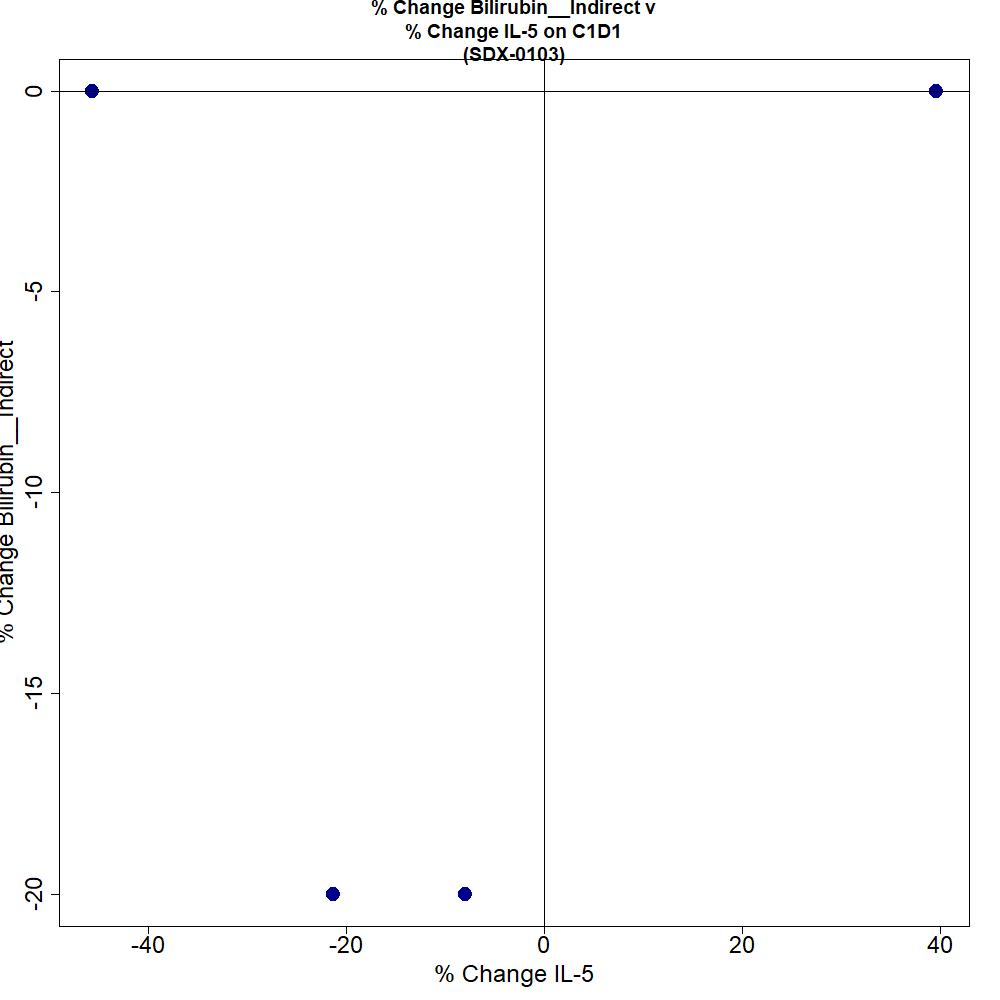 % Change Bilirubin__Indirect v
% Change IL-5 on C1D1
(SDX-0103)
% Change Bilirubin__Indirect
0
-5
-10
-15
-20
-40
-20
0
20
40
% Change IL-5